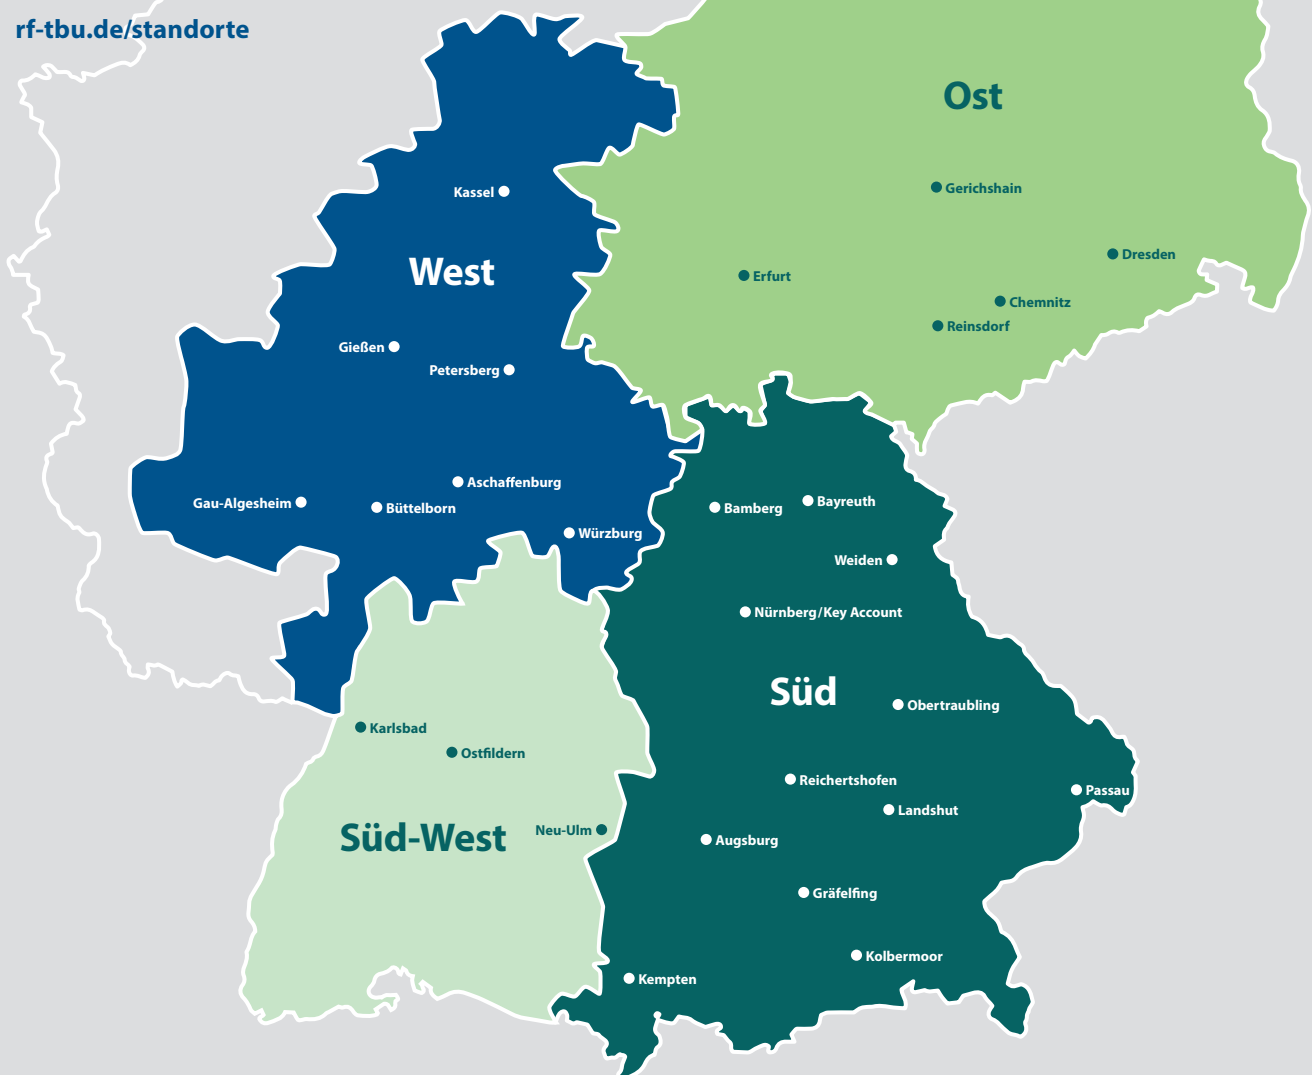 rf-tbu.de/standorte
Ost
Gerichshain
Kassel
Dresden
West
Erfurt
Chemnitz
Reinsdorf
Gießen
Petersberg
Aschaffenburg
Gau-Algesheim
Büttelborn
Würzburg
Bamberg
Bayreuth
Weiden
Nürnberg/Key Account
Süd
Obertraubling
Karlsbad
Ostfildern
Reichertshofen
Passau
Landshut
Süd-West
Neu-Ulm
Augsburg
Gräfelfing
Kolbermoor
Kempten